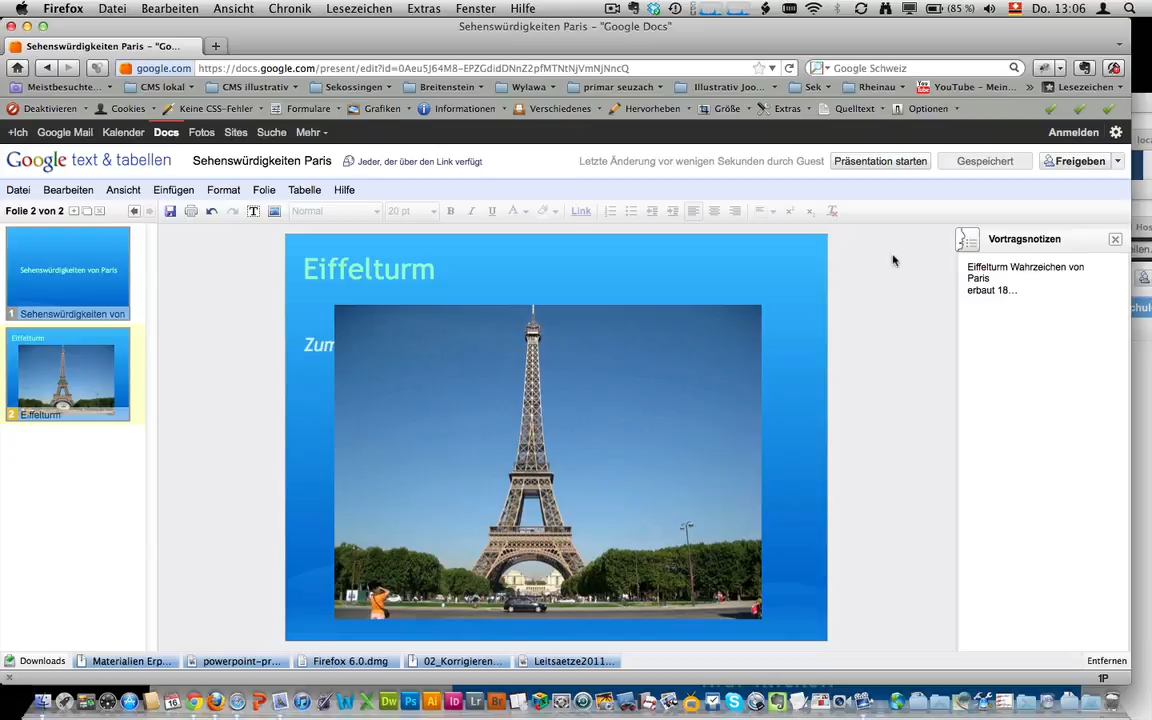 Firefox Datei Bearbeiten Ansicht Chronik Lesezeichen Extras Fenster Hilfe (85 %) Do. 13:06
Sehenswürdigkeiten Paris – "Google Docs"
Sehenswürdigkeiten Paris – "Go... +
google.com https://docs.google.com/present/edit?id=0Aeu5J64M8-EPZGdidDNnZ2pfMTNtNjVmNjNncQ Google Schweiz
Meistbesuchte... CMS lokal CMS illustrativ Sekossingen Breitenstein Wylawa primar seuzach Illustrativ Joo... Sek Rheinau YouTube - Mein... » Lesezeichen
Deaktivieren Cookies Keine CSS-Fehler Formulare Grafiken Informationen Verschiedenes Hervorheben Größe Extras Quelltext Optionen
+Ich Google Mail Kalender Docs Fotos Sites Suche Mehr Anmelden
Google text & tabellen Sehenswürdigkeiten Paris Jeder, der über den Link verfügt Letzte Änderung vor wenigen Sekunden durch Guest Präsentation starten Gespeichert Freigeben
Datei Bearbeiten Ansicht Einfügen Format Folie Tabelle Hilfe
Folie 2 von 2 Normal 20 pt B I U A Link
Sehenswürdigkeiten von Paris
1 Sehenswürdigkeiten von
Eiffelturm
2 Eiffelturm
Eiffelturm
Zum
Vortragsnotizen
Eiffelturm Wahrzeichen von
Paris
erbaut 18...
Downloads Materialien Erp... powerpoint-pr... Firefox 6.0.dmg 02_Korrigieren... Leitsaetze2011... Entfernen
1P
Dw Ps Ai Id Lr Br